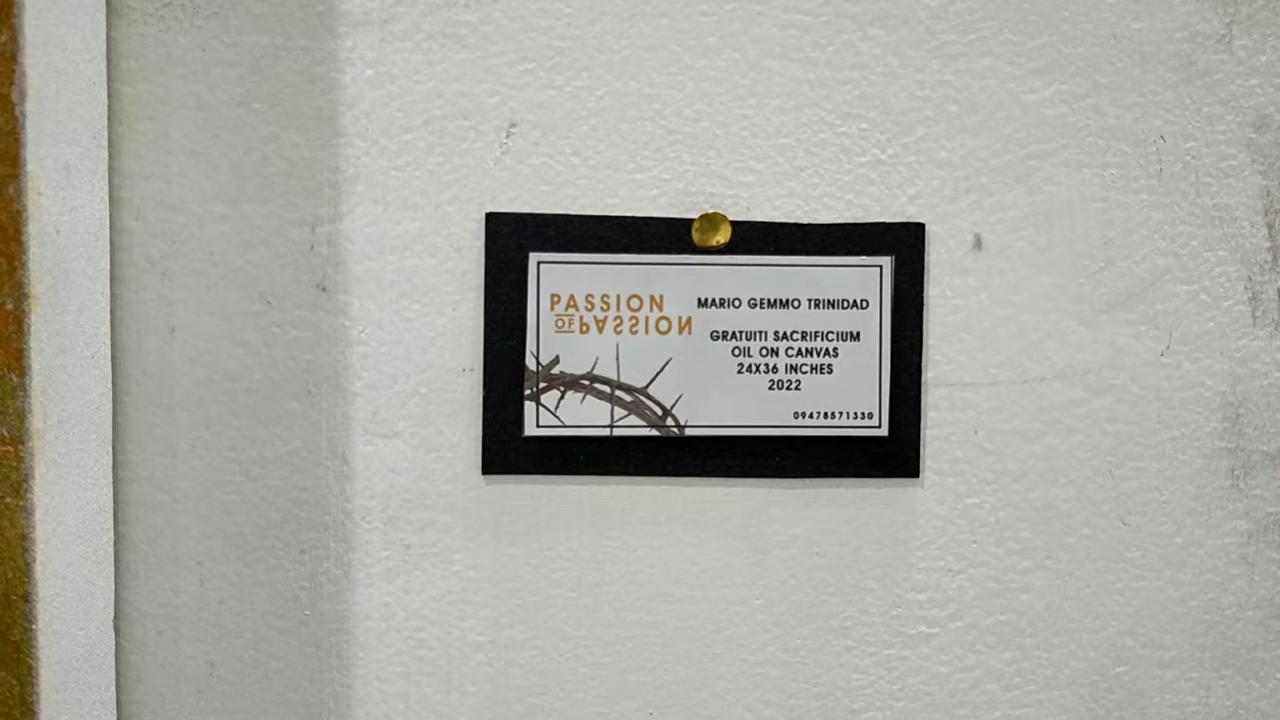 PASSION
OF PASSION
MARIO GEMMO TRINIDAD
GRATUITI SACRIFICIUM
OIL ON CANVAS
24X36 INCHES
2022
09478571330